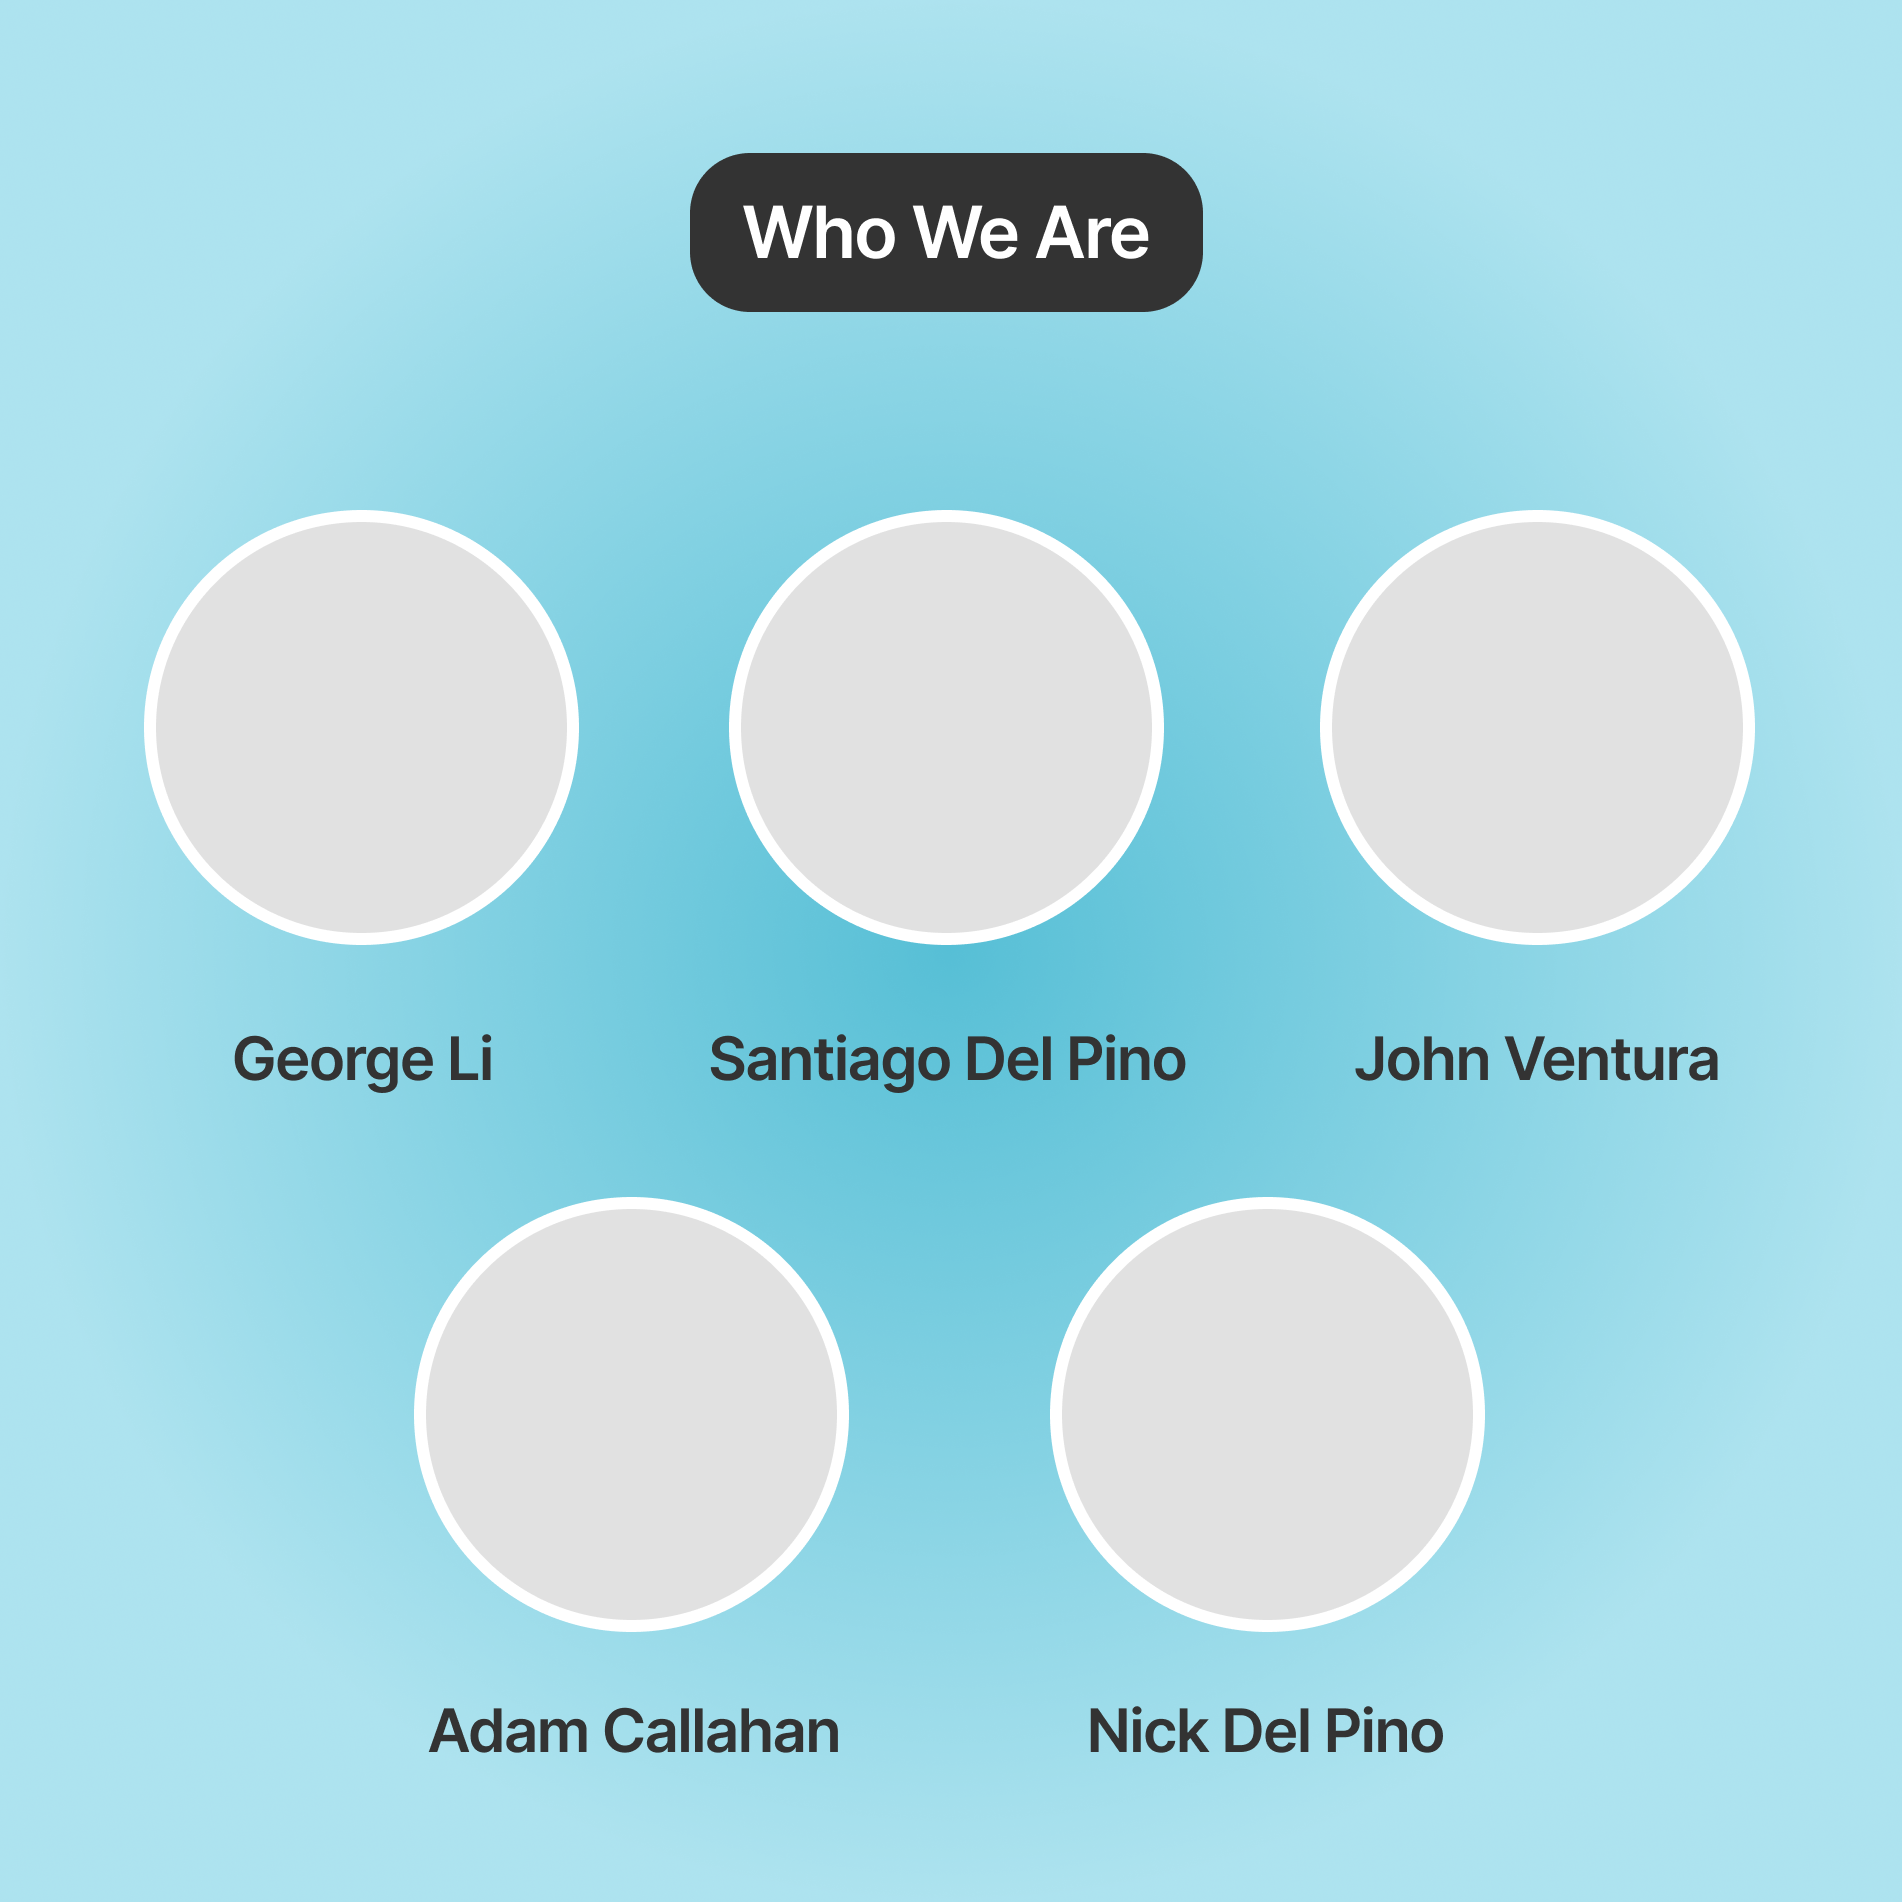 Who We Are
George Li
Santiago Del Pino
John Ventura
Adam Callahan
Nick Del Pino